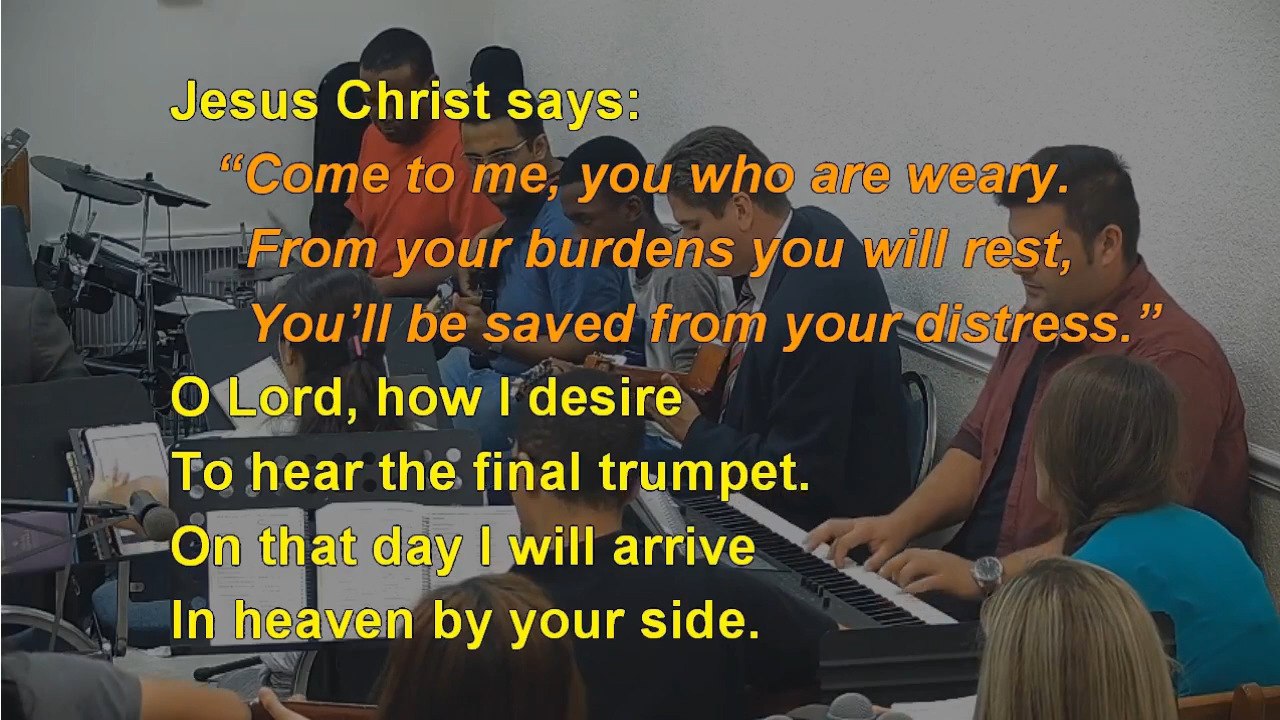 Jesus Christ says:
“Come to me, you who are weary.
From your burdens you will rest,
You’ll be saved from your distress.”
O Lord, how I desire
To hear the final trumpet.
On that day I will arrive
In heaven by your side.